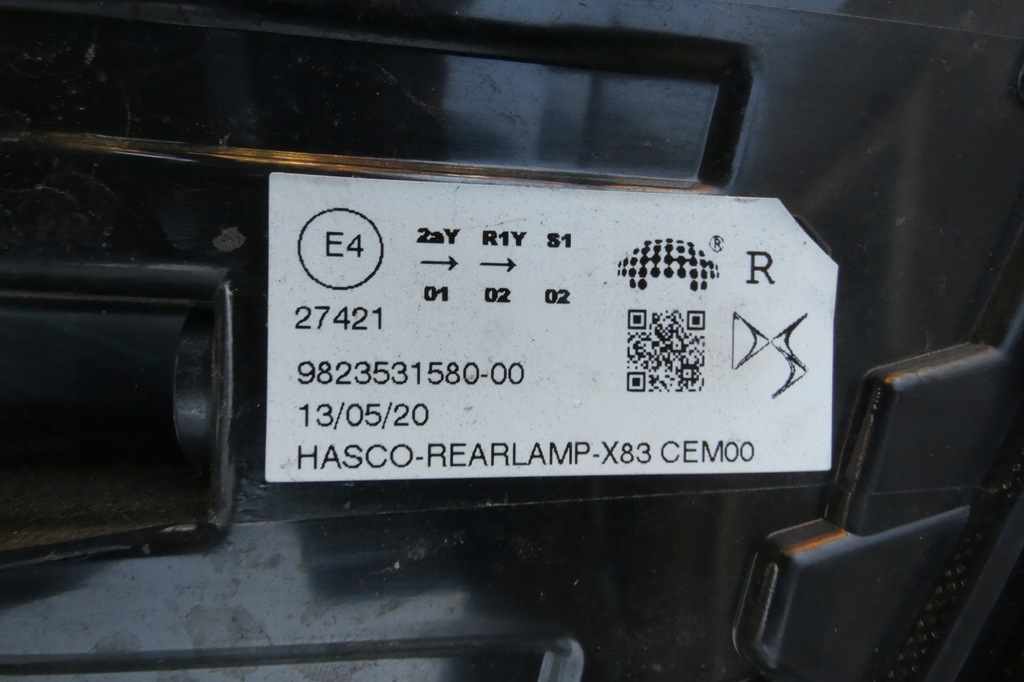 E4
2aY R1Y S1
→ →
01 02 02
27421
® R
9823531580-00
13/05/20
HASCO-REARLAMP-X83 CEM00